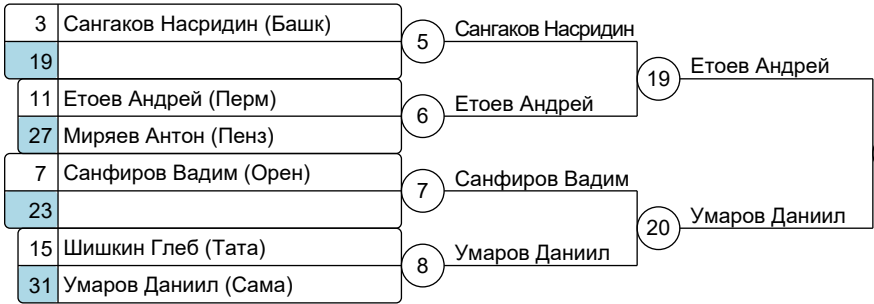 3 Сангаков Насридин (Башк)
19
11 Етоев Андрей (Перм)
27 Миряев Антон (Пенз)
7 Санфиров Вадим (Орен)
23
15 Шишкин Глеб (Тата)
31 Умаров Даниил (Сама)
5 Сангаков Насридин
6 Етоев Андрей
7 Санфиров Вадим
8 Умаров Даниил
19 Етоев Андрей
20 Умаров Даниил